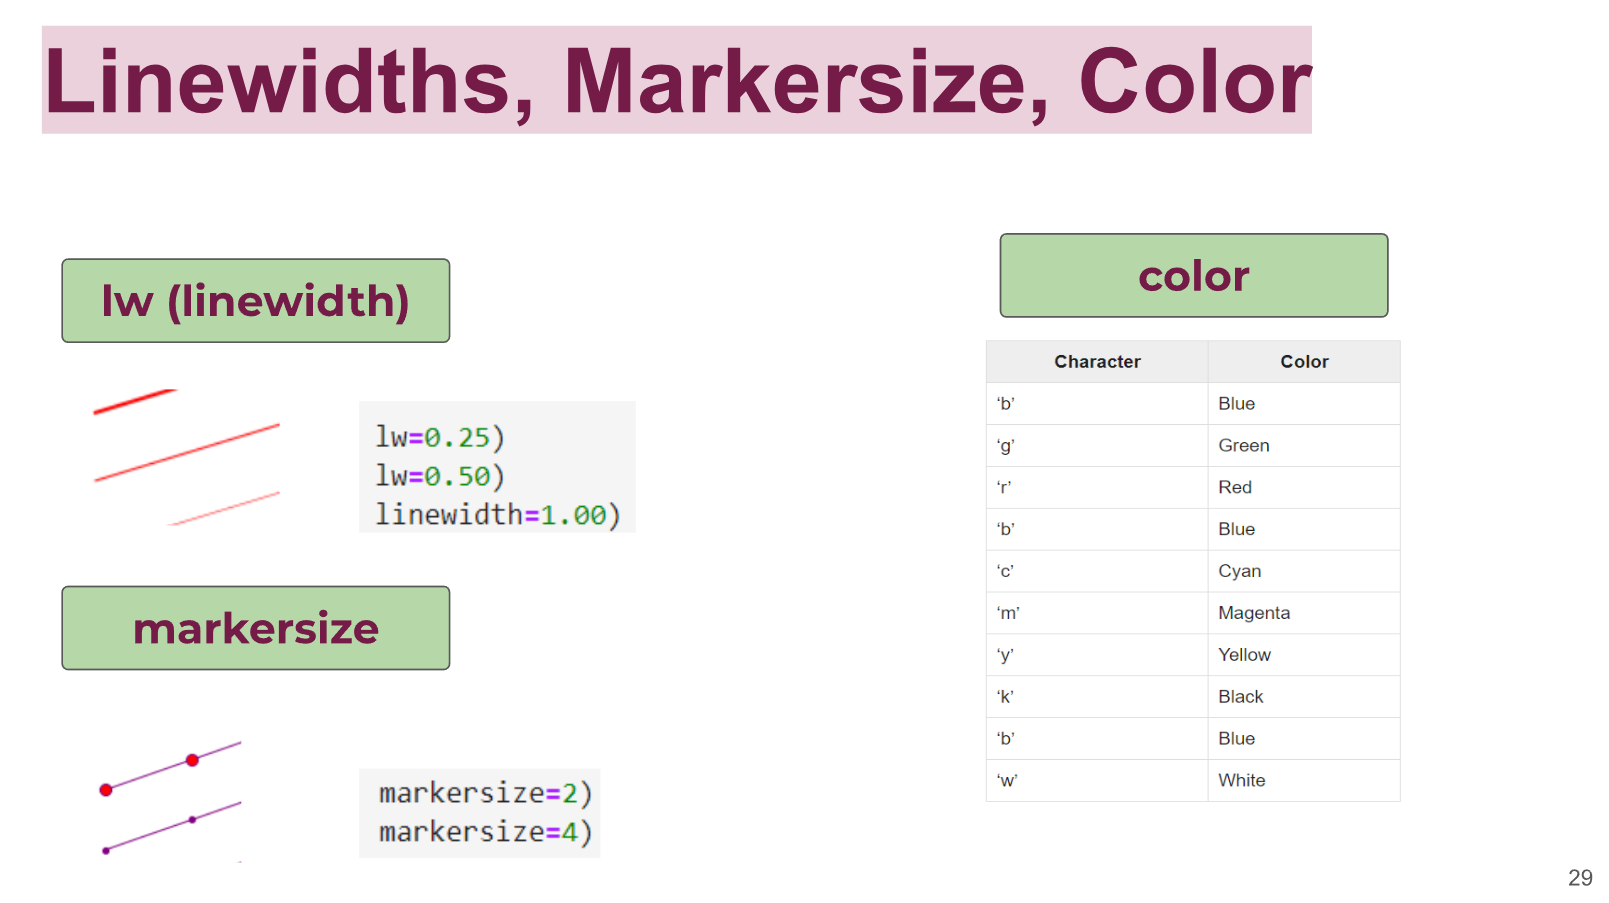 Linewidths, Markersize, Color
lw (linewidth)
lw=0.25)
lw=0.50)
linewidth=1.00)
markersize
markersize=2)
markersize=4)
color
Character Color
‘b’ Blue
‘g’ Green
‘r’ Red
‘b’ Blue
‘c’ Cyan
‘m’ Magenta
‘y’ Yellow
‘k’ Black
‘b’ Blue
‘w’ White
29